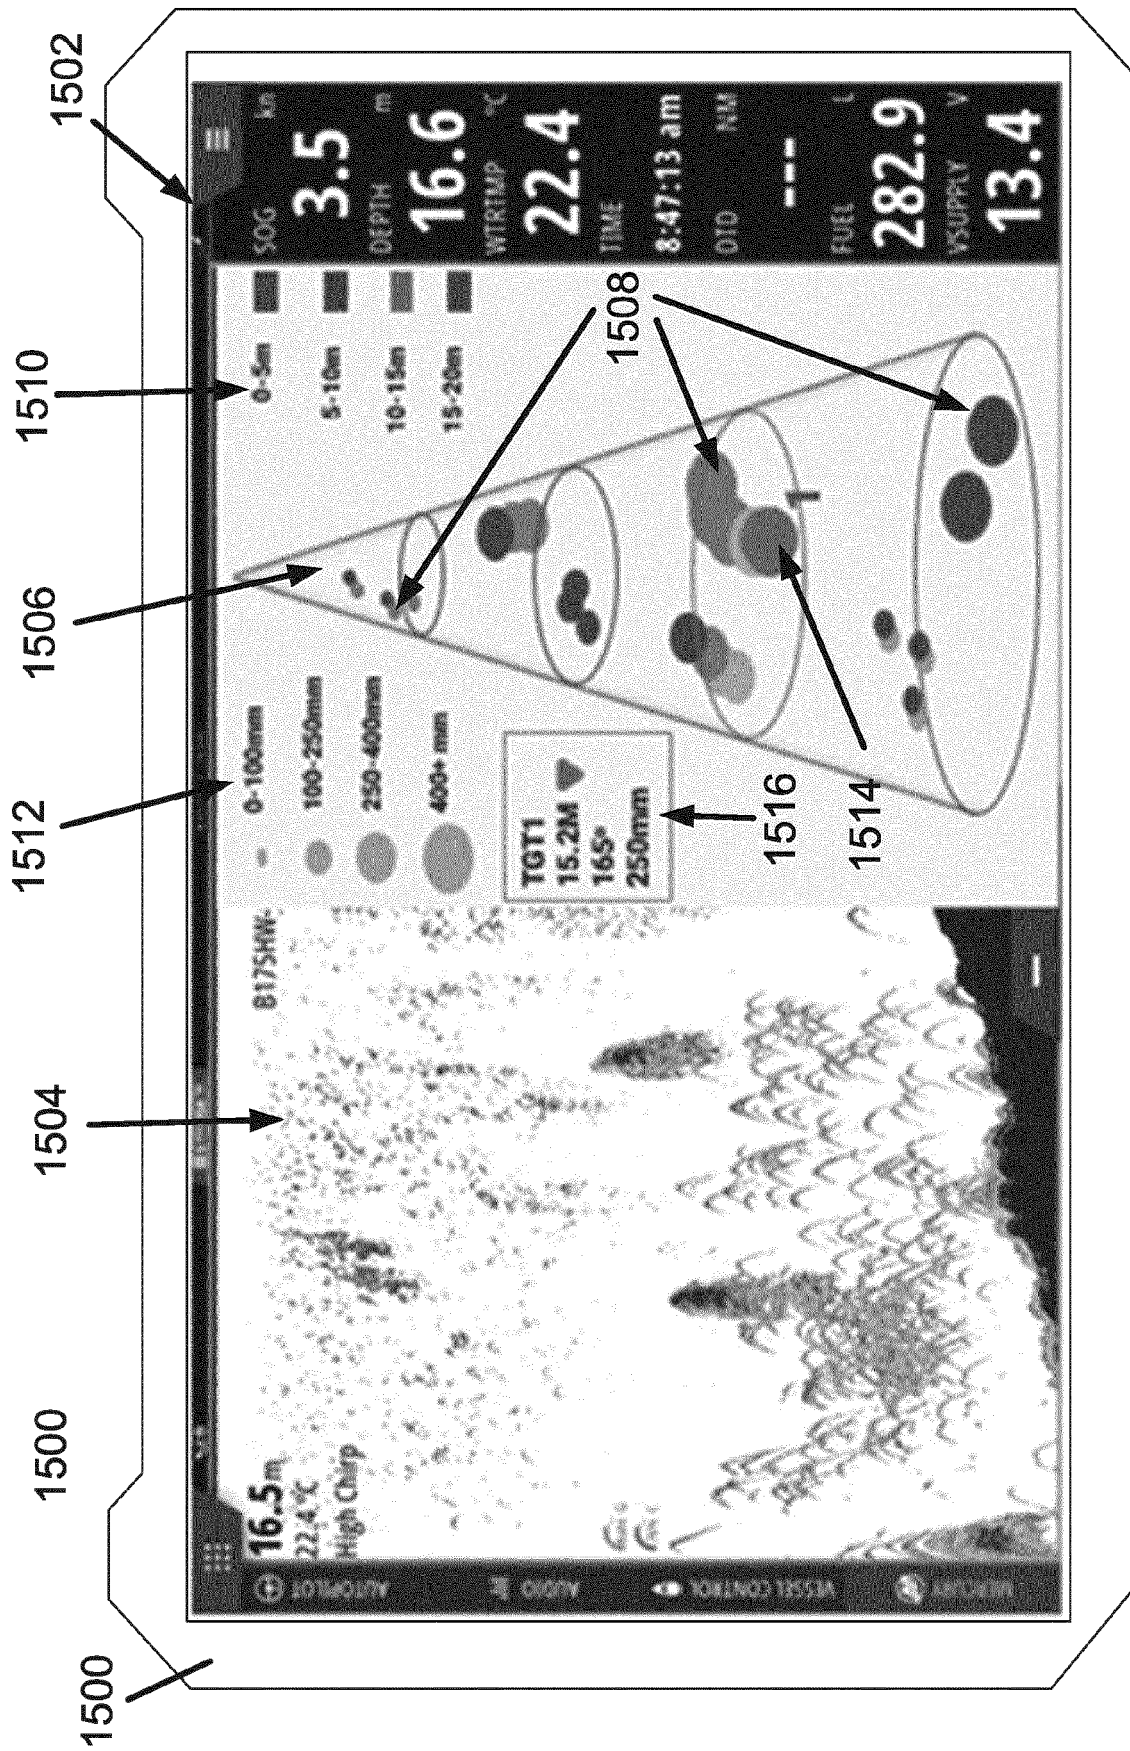 1500
1500
1504
1512
1506
1510
1502
16.5m
22.4°C
High Chirp
B175HW-
AUTOPILOT
AUDIO
VESSEL CONTROL
MERCURY
0-100mm
100-250mm
250-400mm
400+ mm
0-5m
5-10m
10-15m
15-20m
TGT1
15.2M
165°
250mm
1
1508
1516
1514
SOG kn
3.5
DEPTH m
16.6
WTRTMP °C
22.4
TIME
8:47:13 am
DTD NM
---
FUEL L
282.9
VSUPPLY V
13.4